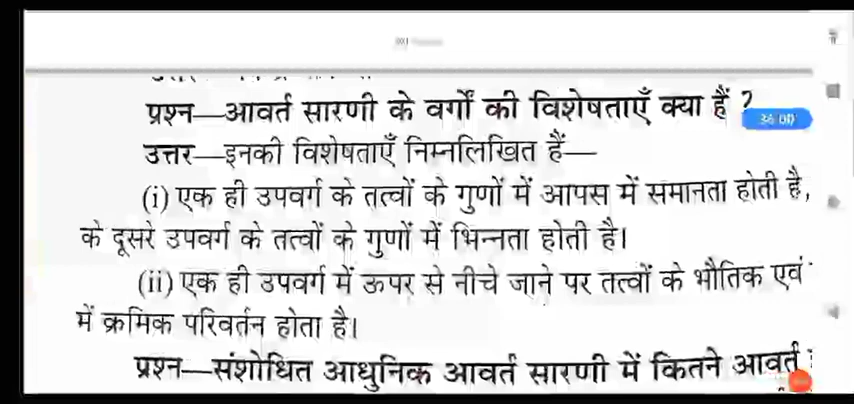 प्रश्न—आवर्त सारणी के वर्गों की विशेषताएँ क्या हैं ?
उत्तर—इनकी विशेषताएँ निम्नलिखित हैं—
(i) एक ही उपवर्ग के तत्वों के गुणों में आपस में समानता होती है,
के दूसरे उपवर्ग के तत्वों के गुणों में भिन्नता होती है।
(ii) एक ही उपवर्ग में ऊपर से नीचे जाने पर तत्वों के भौतिक एवं
में क्रमिक परिवर्तन होता है।
प्रश्न—संशोधित आधुनिक आवर्त सारणी में कितने आवर्त